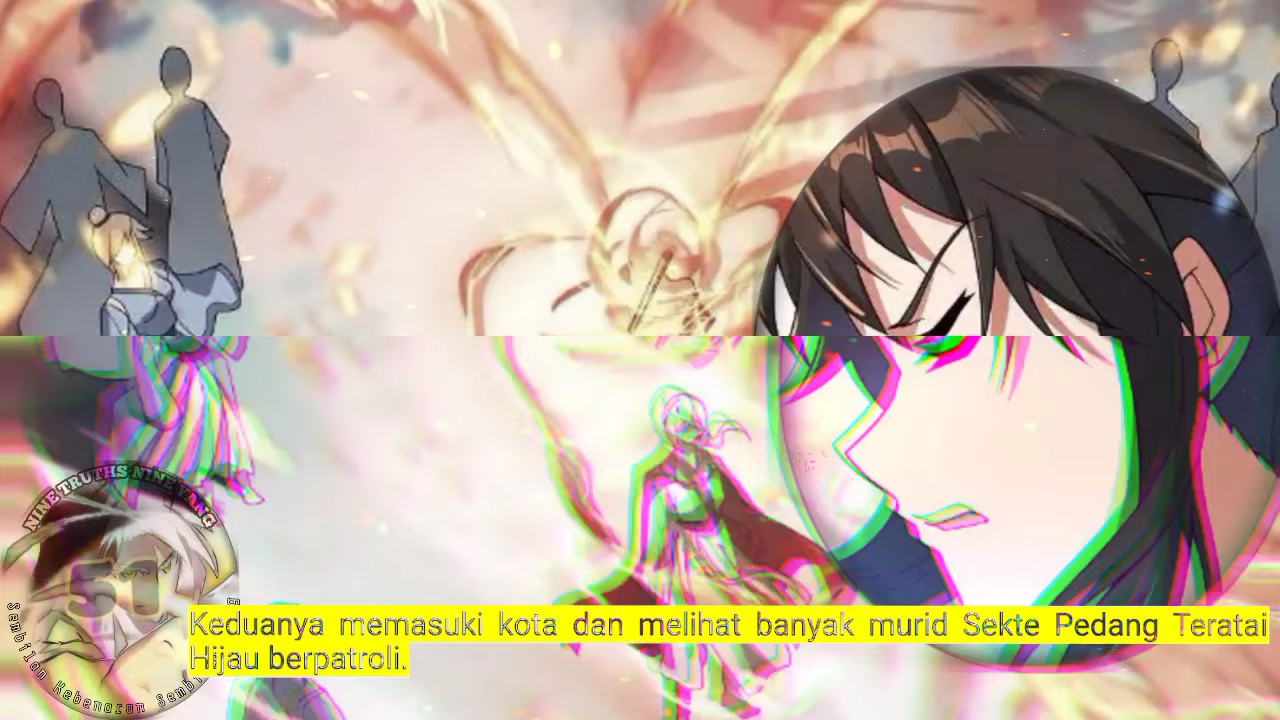 NINE TRUTHS NINE YANG
51
Sembilan Kebenaran Sembi
Keduanya memasuki kota dan melihat banyak murid Sekte Pedang Teratai
Hijau berpatroli.